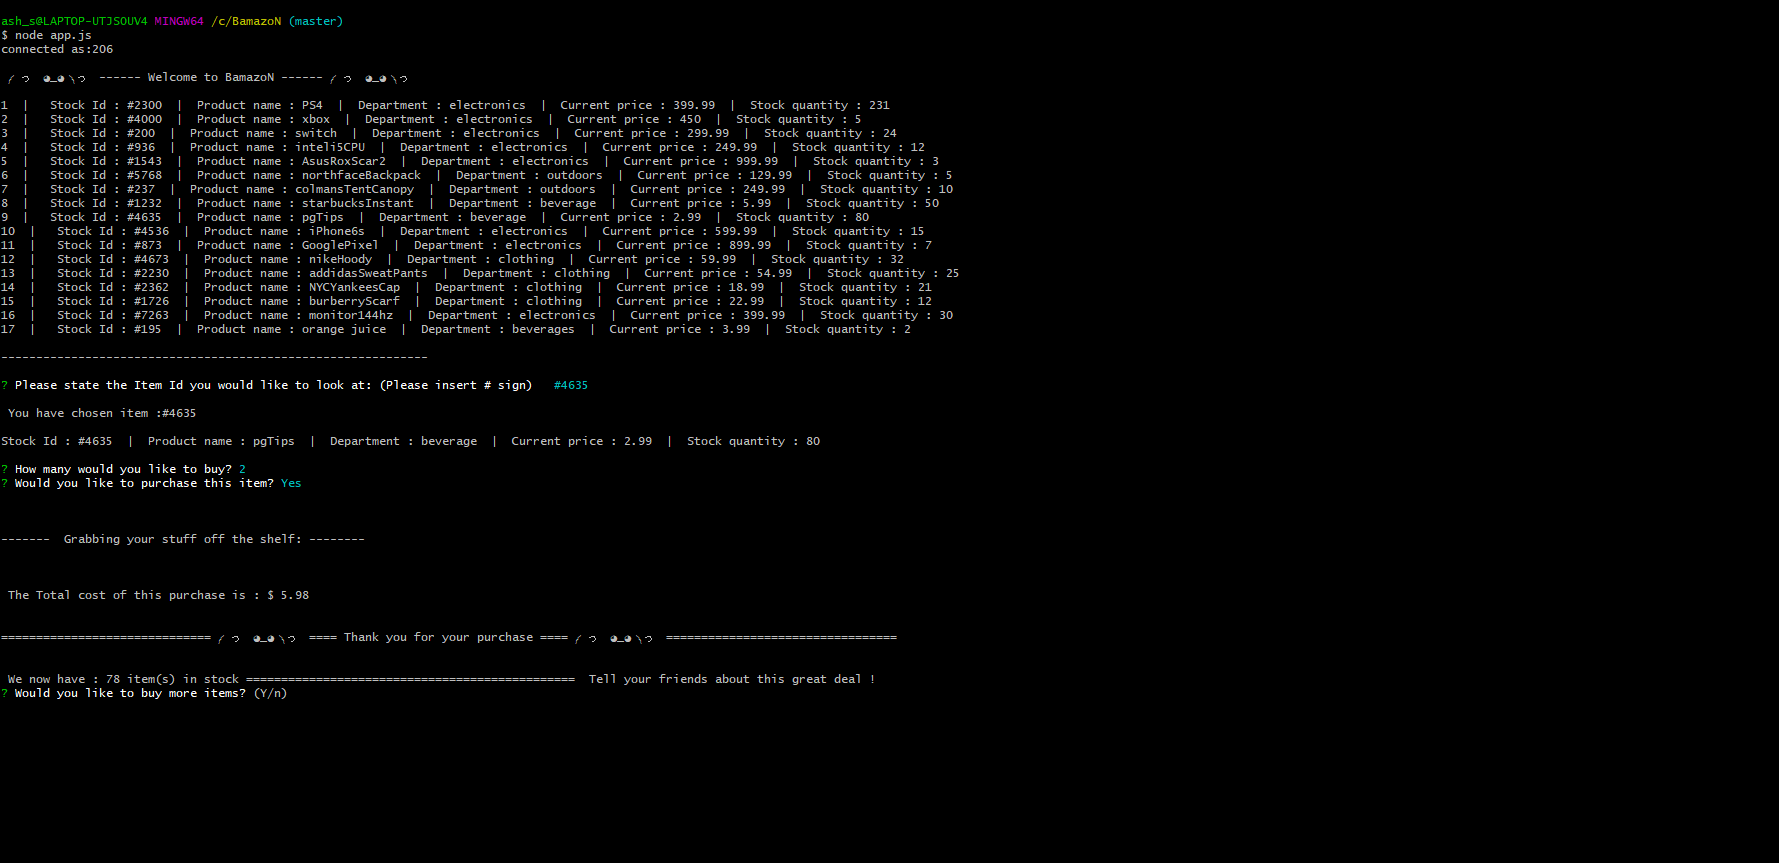 ash_s@LAPTOP-UTJSOUV4 MINGW64 /c/BamazoN (master)
$ node app.js
connected as:206
------ Welcome to BamazoN ------
1  |   Stock Id : #2300  |  Product name : PS4  |  Department : electronics  |  Current price : 399.99  |  Stock quantity : 231
2  |   Stock Id : #4000  |  Product name : xbox  |  Department : electronics  |  Current price : 450  |  Stock quantity : 5
3  |   Stock Id : #200  |  Product name : switch  |  Department : electronics  |  Current price : 299.99  |  Stock quantity : 24
4  |   Stock Id : #936  |  Product name : inteli5CPU  |  Department : electronics  |  Current price : 249.99  |  Stock quantity : 12
5  |   Stock Id : #1543  |  Product name : AsusRoxScar2  |  Department : electronics  |  Current price : 999.99  |  Stock quantity : 3
6  |   Stock Id : #5768  |  Product name : northfaceBackpack  |  Department : outdoors  |  Current price : 129.99  |  Stock quantity : 5
7  |   Stock Id : #237  |  Product name : colmansTentCanopy  |  Department : outdoors  |  Current price : 249.99  |  Stock quantity : 10
8  |   Stock Id : #1232  |  Product name : starbucksInstant  |  Department : beverage  |  Current price : 5.99  |  Stock quantity : 50
9  |   Stock Id : #4635  |  Product name : pgTips  |  Department : beverage  |  Current price : 2.99  |  Stock quantity : 80
10  |   Stock Id : #4536  |  Product name : iPhone6s  |  Department : electronics  |  Current price : 599.99  |  Stock quantity : 15
11  |   Stock Id : #873  |  Product name : GooglePixel  |  Department : electronics  |  Current price : 899.99  |  Stock quantity : 7
12  |   Stock Id : #4673  |  Product name : nikeHoody  |  Department : clothing  |  Current price : 59.99  |  Stock quantity : 32
13  |   Stock Id : #2230  |  Product name : addidasSweatPants  |  Department : clothing  |  Current price : 54.99  |  Stock quantity : 25
14  |   Stock Id : #2362  |  Product name : NYCYankeesCap  |  Department : clothing  |  Current price : 18.99  |  Stock quantity : 21
15  |   Stock Id : #1726  |  Product name : burberryScarf  |  Department : clothing  |  Current price : 22.99  |  Stock quantity : 12
16  |   Stock Id : #7263  |  Product name : monitor144hz  |  Department : electronics  |  Current price : 399.99  |  Stock quantity : 30
17  |   Stock Id : #195  |  Product name : orange juice  |  Department : beverages  |  Current price : 3.99  |  Stock quantity : 2
-------------------------------------------------------------
? Please state the Item Id you would like to look at: (Please insert # sign)   #4635
You have chosen item :#4635
Stock Id : #4635  |  Product name : pgTips  |  Department : beverage  |  Current price : 2.99  |  Stock quantity : 80
? How many would you like to buy? 2
? Would you like to purchase this item? Yes
-------  Grabbing your stuff off the shelf: --------
The Total cost of this purchase is : $ 5.98
============================== ==== Thank you for your purchase ==== =================================
We now have : 78 item(s) in stock ===============================================  Tell your friends about this great deal !
? Would you like to buy more items? (Y/n)